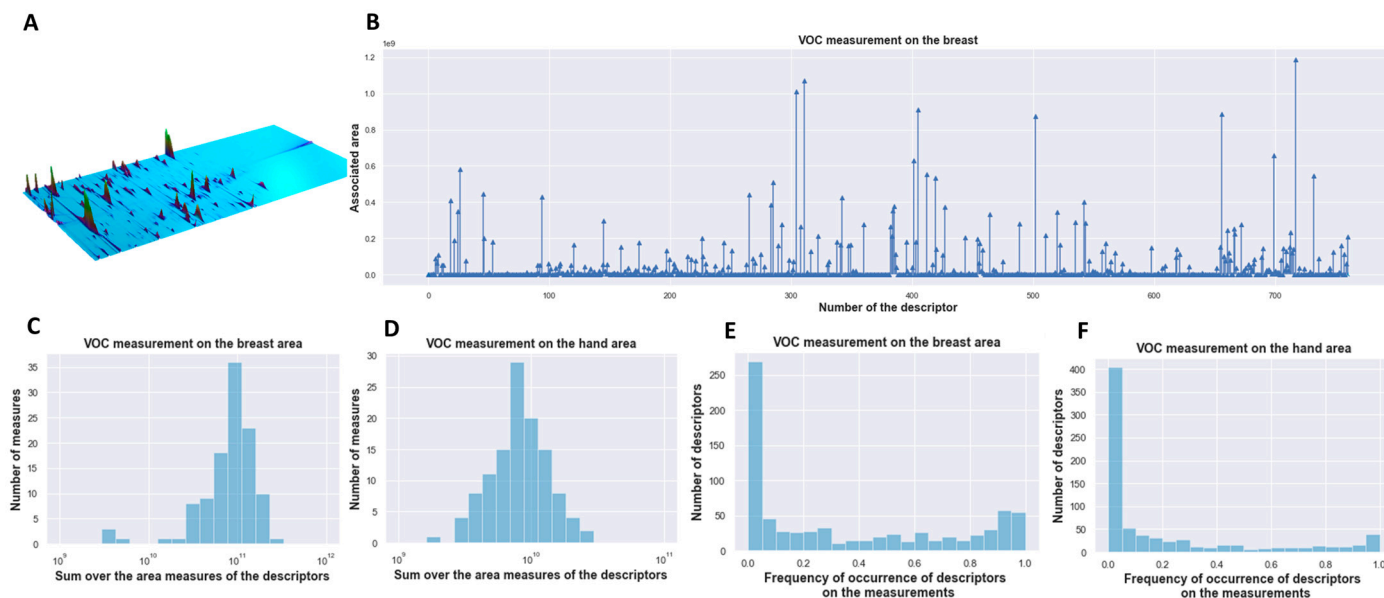 A
B
VOC measurement on the breast
1e9
1.2
1.0
0.8
0.6
0.4
0.2
0.0
Associated area
0 100 200 300 400 500 600 700
Number of the descriptor
C
VOC measurement on the breast area
35
30
25
20
15
10
5
0
Number of measures
10⁹ 10¹⁰ 10¹¹ 10¹²
Sum over the area measures of the descriptors
D
VOC measurement on the hand area
30
25
20
15
10
5
0
Number of measures
10⁹ 10¹⁰ 10¹¹
Sum over the area measures of the descriptors
E
VOC measurement on the breast area
250
200
150
100
50
0
Number of descriptors
0.0 0.2 0.4 0.6 0.8 1.0
Frequency of occurrence of descriptors
on the measurements
F
VOC measurement on the hand area
400
350
300
250
200
150
100
50
0
Number of descriptors
0.0 0.2 0.4 0.6 0.8 1.0
Frequency of occurrence of descriptors
on the measurements